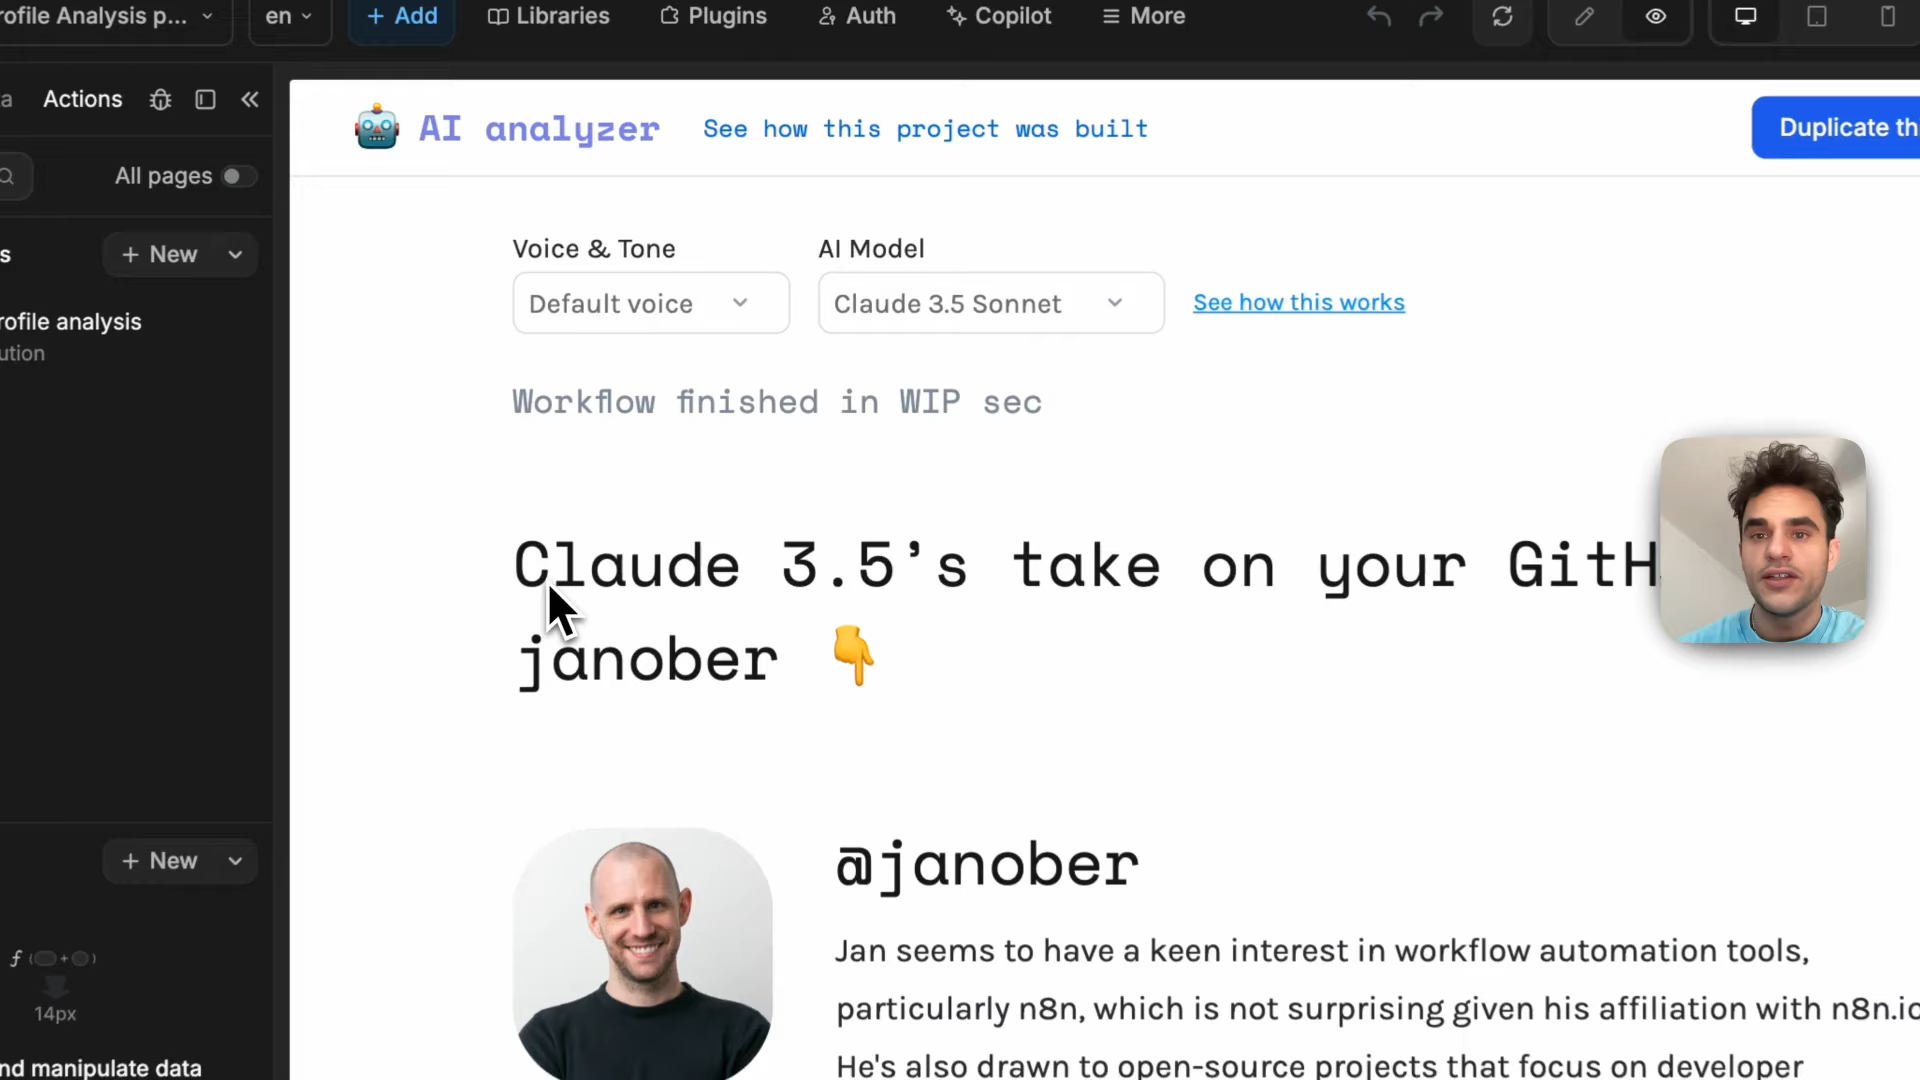 rofile Analysis p...
en
+ Add
Libraries
Plugins
Auth
Copilot
More
a
Actions
All pages
s
+ New
rofile analysis
ution
+ New
f ( + )
14px
nd manipulate data
AI analyzer
See how this project was built
Duplicate th
Voice & Tone
AI Model
Default voice
Claude 3.5 Sonnet
See how this works
Workflow finished in WIP sec
Claude 3.5's take on your GitH
janober 👇
@janober
Jan seems to have a keen interest in workflow automation tools,
particularly n8n, which is not surprising given his affiliation with n8n.io
He's also drawn to open-source projects that focus on developer